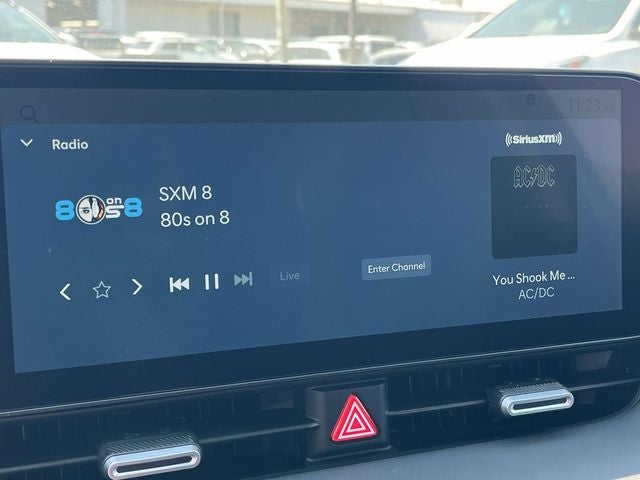 11:23 AM
Radio
((SiriusXM))
80s on 8
SXM 8
80s on 8
AC/DC
Live
Enter Channel
You Shook Me ...
AC/DC